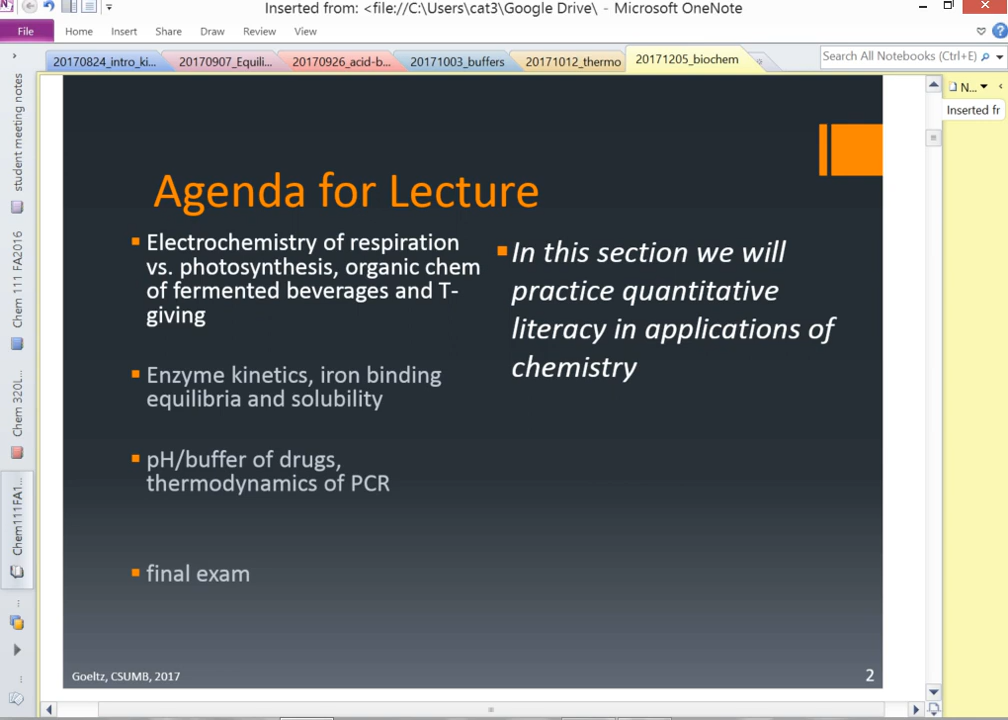 Inserted from: <file://C:\Users\cat3\Google Drive\ - Microsoft OneNote
File Home Insert Share Draw Review View
20170824_intro_ki... 20170907_Equili... 20170926_acid-b... 20171003_buffers 20171012_thermo 20171205_biochem
Search All Notebooks (Ctrl+E)
N...
Inserted fr
student meeting notes
Chem 111 FA2016
Chem 320L
Chem111FA1...
Agenda for Lecture
Electrochemistry of respiration
vs. photosynthesis, organic chem
of fermented beverages and T-
giving
Enzyme kinetics, iron binding
equilibria and solubility
pH/buffer of drugs,
thermodynamics of PCR
final exam
In this section we will
practice quantitative
literacy in applications of
chemistry
Goeltz, CSUMB, 2017
2